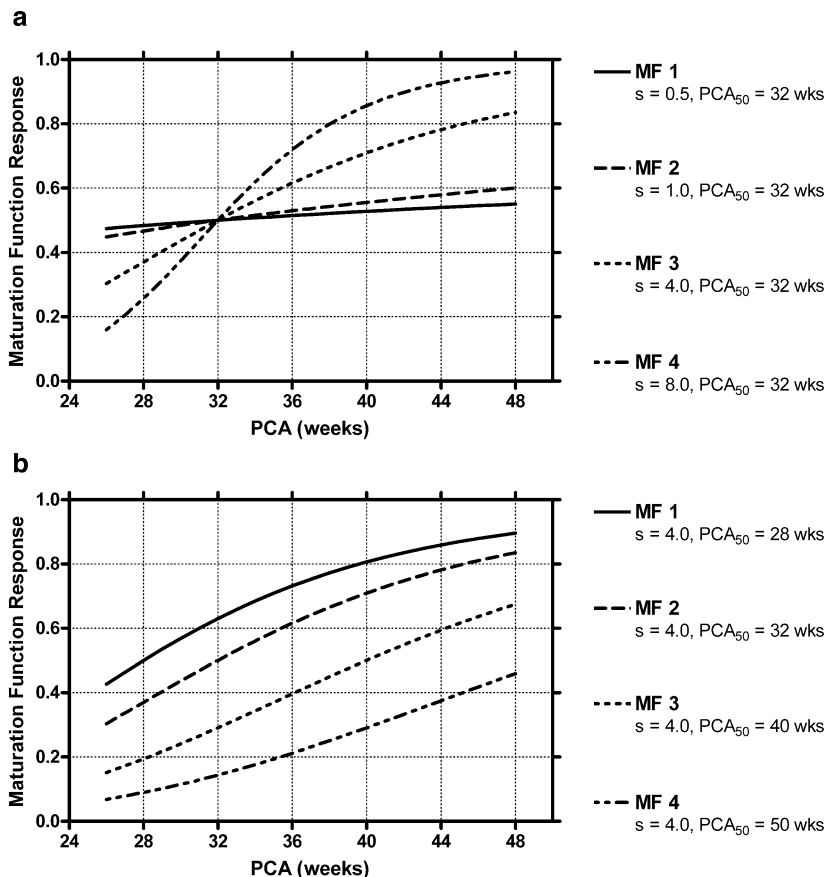 a
1.0
0.8
0.6
0.4
0.2
0.0
Maturation Function Response
24 28 32 36 40 44 48
PCA (weeks)
MF 1
s = 0.5, PCA₅₀ = 32 wks
MF 2
s = 1.0, PCA₅₀ = 32 wks
MF 3
s = 4.0, PCA₅₀ = 32 wks
MF 4
s = 8.0, PCA₅₀ = 32 wks
b
1.0
0.8
0.6
0.4
0.2
0.0
Maturation Function Response
24 28 32 36 40 44 48
PCA (weeks)
MF 1
s = 4.0, PCA₅₀ = 28 wks
MF 2
s = 4.0, PCA₅₀ = 32 wks
MF 3
s = 4.0, PCA₅₀ = 40 wks
MF 4
s = 4.0, PCA₅₀ = 50 wks